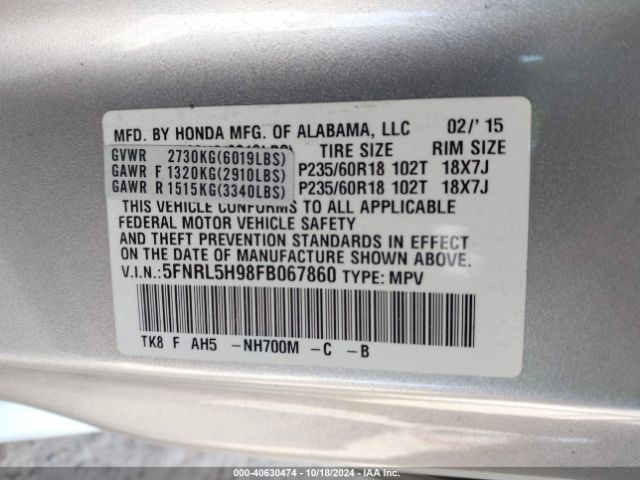 MFD. BY HONDA MFG. OF ALABAMA, LLC 02/' 15
TIRE SIZE RIM SIZE
GVWR 2730KG(6019LBS)
GAWR F 1320KG(2910LBS) P235/60R18 102T 18X7J
GAWR R 1515KG(3340LBS) P235/60R18 102T 18X7J
THIS VEHICLE CONFORMS TO ALL APPLICABLE
FEDERAL MOTOR VEHICLE SAFETY
AND THEFT PREVENTION STANDARDS IN EFFECT
ON THE DATE OF MANUFACTURE SHOWN ABOVE.
V.I.N.: 5FNRL5H98FB067860 TYPE: MPV
TK8 F AH5 -NH700M -C -B
000-40630474 | 10/18/2024 | IAA Inc.